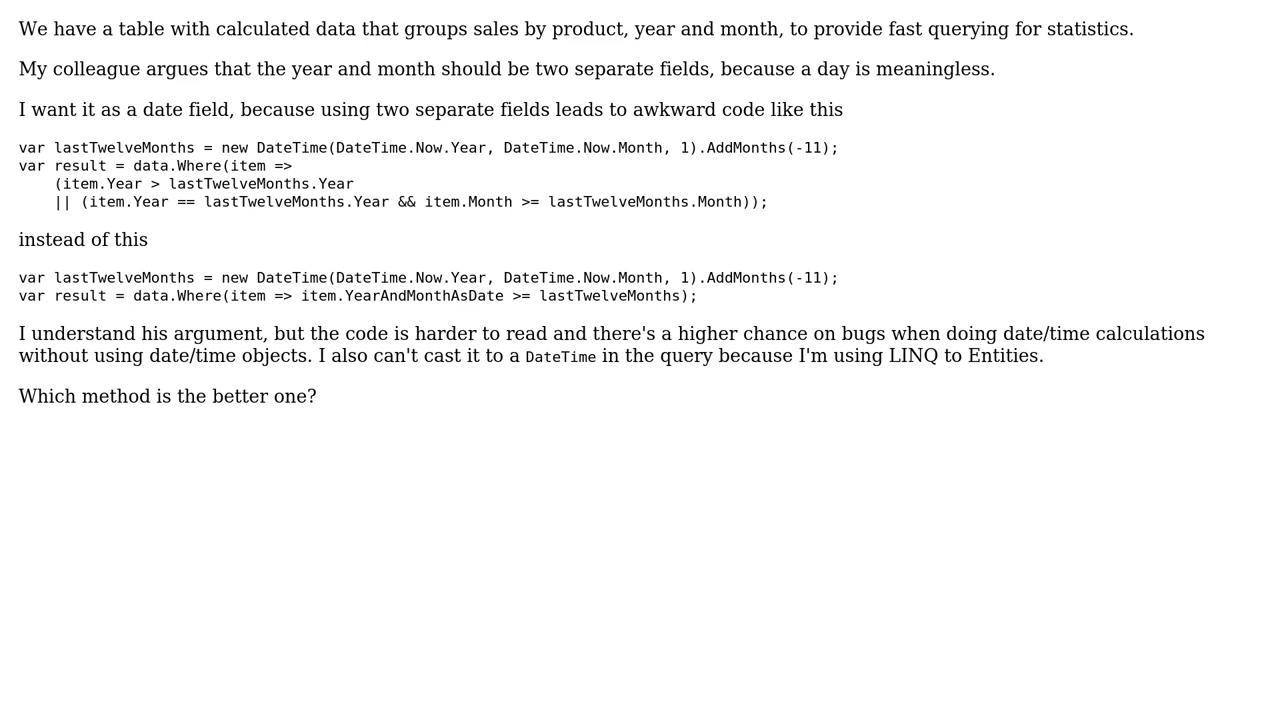 We have a table with calculated data that groups sales by product, year and month, to provide fast querying for statistics.
My colleague argues that the year and month should be two separate fields, because a day is meaningless.
I want it as a date field, because using two separate fields leads to awkward code like this
var lastTwelveMonths = new DateTime(DateTime.Now.Year, DateTime.Now.Month, 1).AddMonths(-11);
var result = data.Where(item =>
    (item.Year > lastTwelveMonths.Year
    || (item.Year == lastTwelveMonths.Year && item.Month >= lastTwelveMonths.Month));
instead of this
var lastTwelveMonths = new DateTime(DateTime.Now.Year, DateTime.Now.Month, 1).AddMonths(-11);
var result = data.Where(item => item.YearAndMonthAsDate >= lastTwelveMonths);
I understand his argument, but the code is harder to read and there's a higher chance on bugs when doing date/time calculations
without using date/time objects. I also can't cast it to a DateTime in the query because I'm using LINQ to Entities.
Which method is the better one?